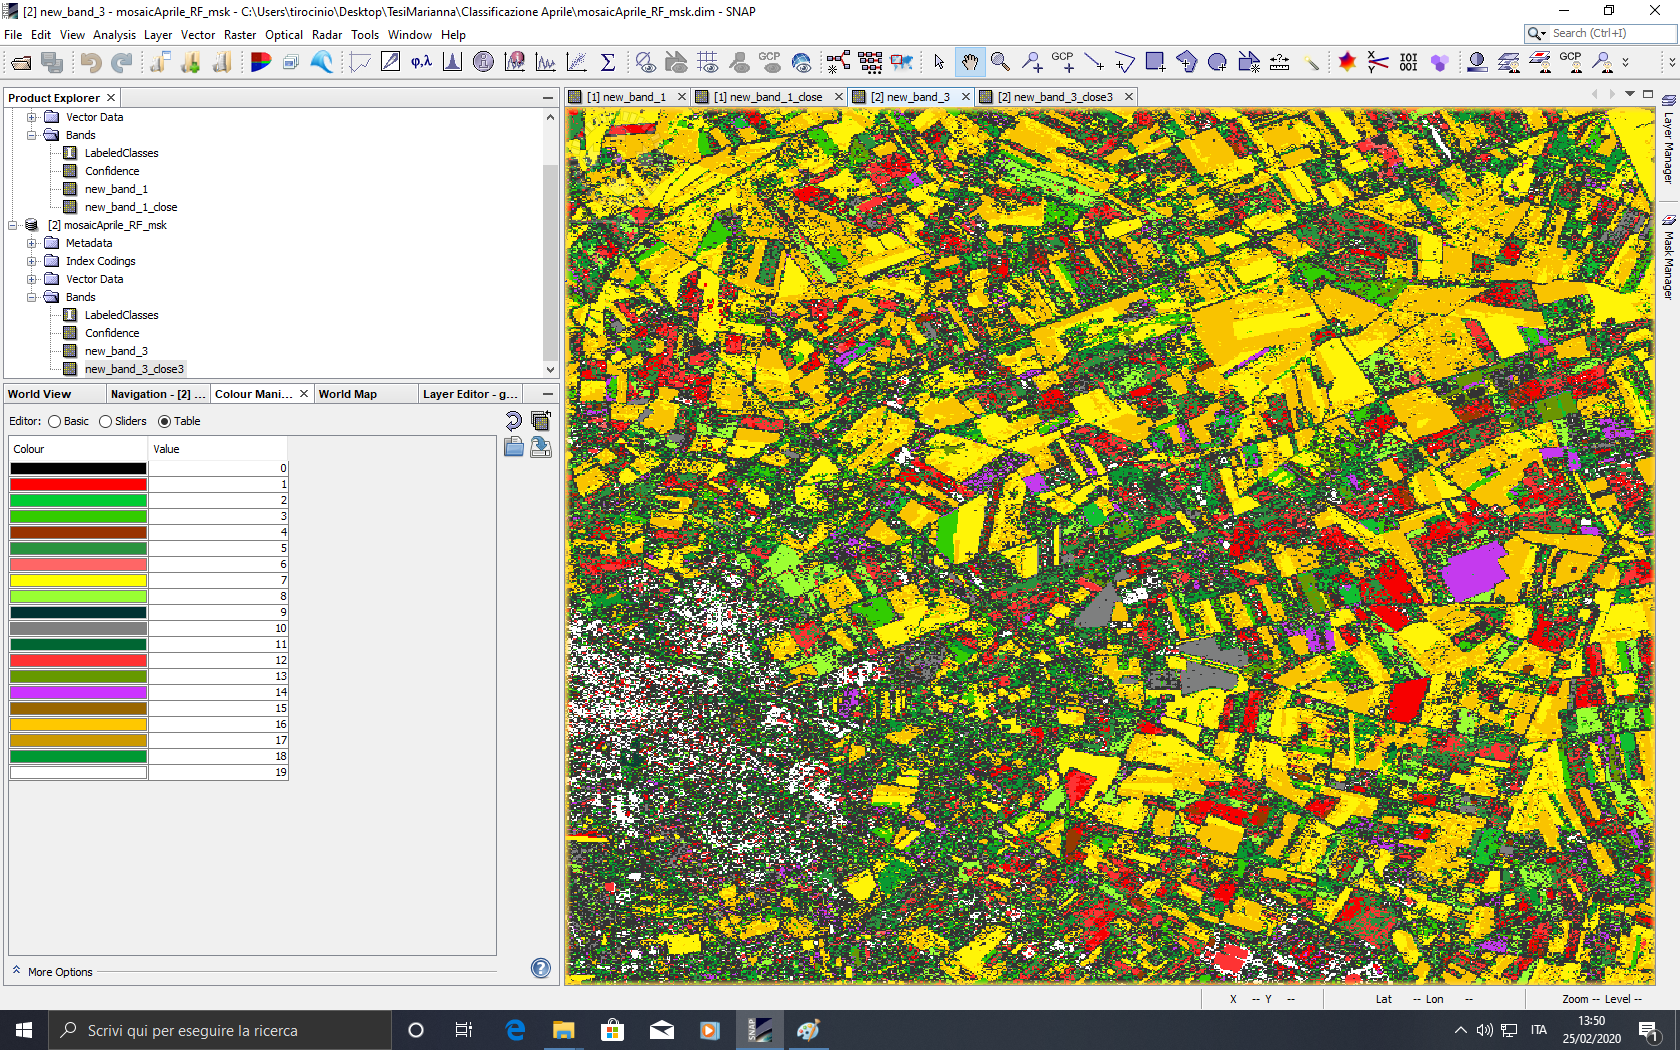 [2] new_band_3 - mosaicAprile_RF_msk - C:\Users\tirocinio\Desktop\TesiMarianna\Classificazione Aprile\mosaicAprile_RF_msk.dim - SNAP
File Edit View Analysis Layer Vector Raster Optical Radar Tools Window Help
Search (Ctrl+I)
GCP φ,λ Σ GCP GCP
Product Explorer
[1] new_band_1 [1] new_band_1_close [2] new_band_3 [2] new_band_3_close3
Vector Data
Bands
LabeledClasses
Confidence
new_band_1
new_band_1_close
[2] mosaicAprile_RF_msk
Metadata
Index Codings
Vector Data
Bands
LabeledClasses
Confidence
new_band_3
new_band_3_close3
Layer Manager
Mask Manager
World View Navigation - [2] ... Colour Mani... World Map Layer Editor - g...
Editor: Basic Sliders Table
Colour Value
0
1
2
3
4
5
6
7
8
9
10
11
12
13
14
15
16
17
18
19
More Options
X -- Y -- Lat -- Lon -- Zoom -- Level --
Scrivi qui per eseguire la ricerca
SNAP
ITA
13:50
25/02/2020
1